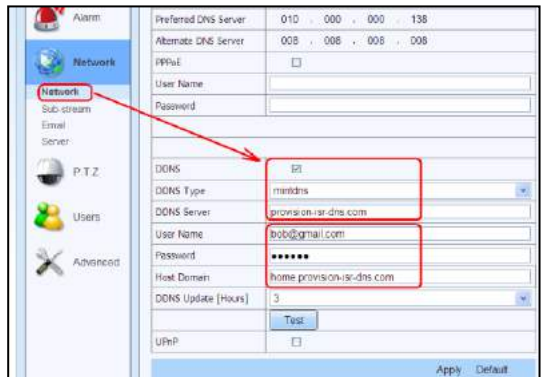 Alarm
Network
Network
Sub-stream
Email
Server
P.T.Z
Users
Advanced
Preferred DNS Server 010 . 000 . 000 . 138
Alternate DNS Server 008 . 008 . 008 . 008
PPPoE
User Name
Password
DDNS
DDNS Type mintdns
DDNS Server provision-isr-dns.com
User Name bob@gmail.com
Password ••••••
Host Domain home.provision-isr-dns.com
DDNS Update [Hours] 3
Test
UPnP
Apply Default